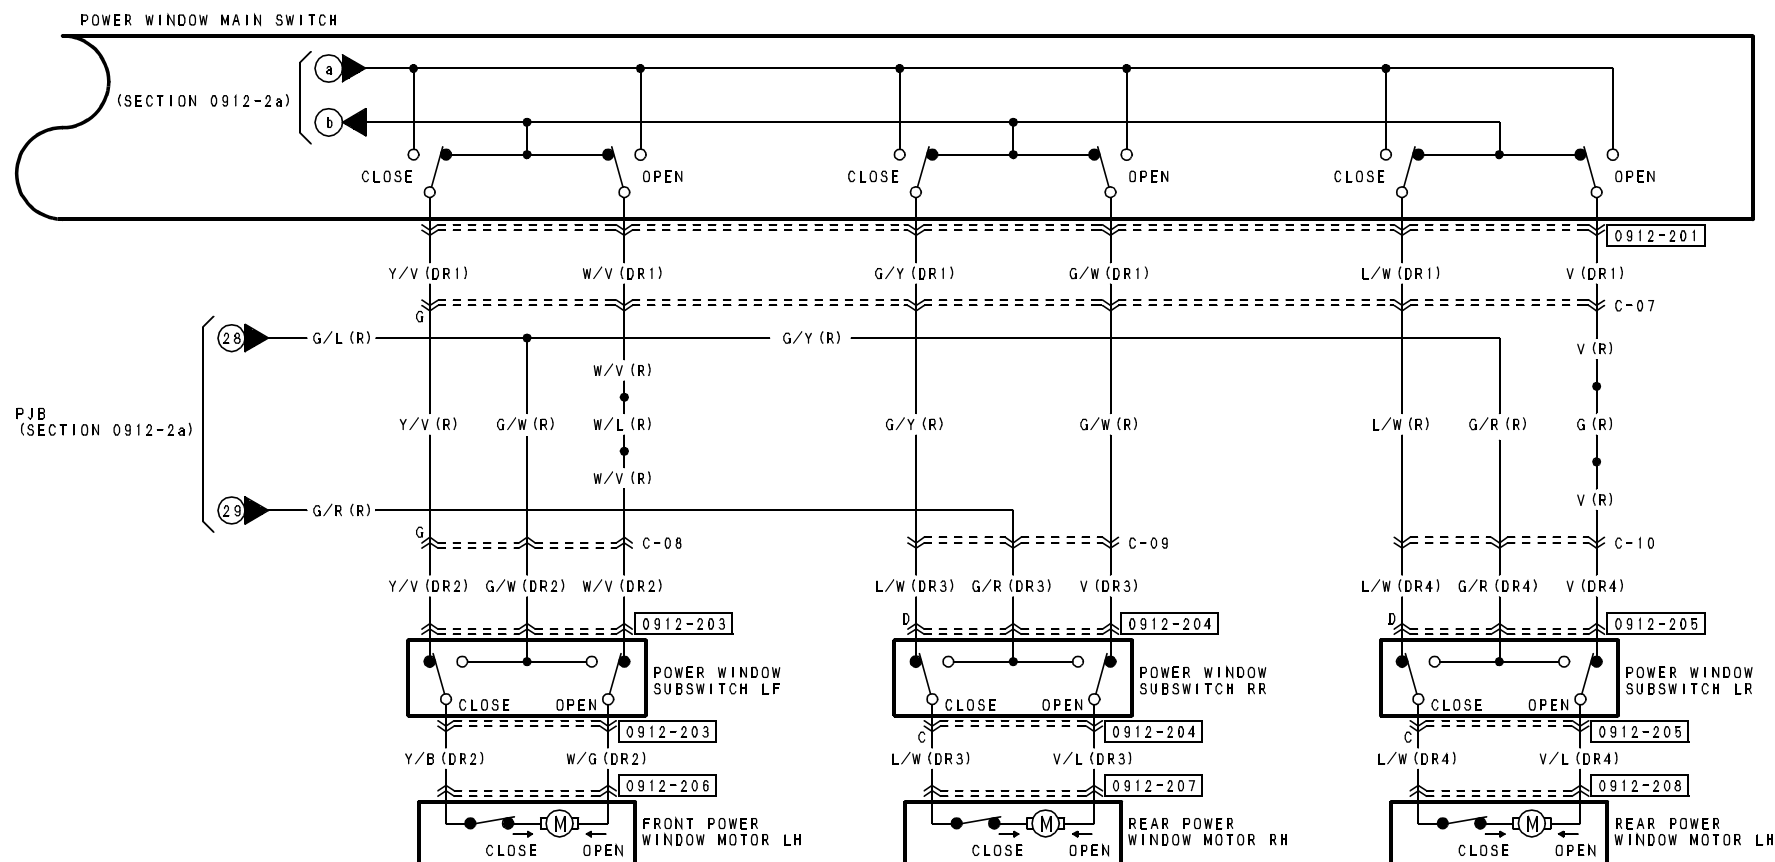 POWER WINDOW MAIN SWITCH
a
(SECTION 0912-2a)
b
CLOSE OPEN CLOSE OPEN CLOSE OPEN
0912-201
Y/V(DR1) W/V(DR1) G/Y(DR1) G/W(DR1) L/W(DR1) V(DR1)
C-07
G
28 G/L(R) G/Y(R)
V(R)
W/V(R)
PJB
(SECTION 0912-2a)
Y/V(R) G/W(R) W/L(R) G/Y(R) G/W(R) L/W(R) G/R(R) G(R)
W/V(R)
V(R)
29 G/R(R)
G
C-08 C-09 C-10
Y/V(DR2) G/W(DR2) W/V(DR2) L/W(DR3) G/R(DR3) V(DR3) L/W(DR4) G/R(DR4) V(DR4)
0912-203 D 0912-204 D 0912-205
POWER WINDOW
SUBSWITCH LF
POWER WINDOW
SUBSWITCH RR
POWER WINDOW
SUBSWITCH LR
CLOSE OPEN CLOSE OPEN CLOSE OPEN
0912-203 C 0912-204 C 0912-205
Y/B(DR2) W/G(DR2) L/W(DR3) V/L(DR3) L/W(DR4) V/L(DR4)
0912-206 0912-207 0912-208
M
FRONT POWER
WINDOW MOTOR LH
M
REAR POWER
WINDOW MOTOR RH
M
REAR POWER
WINDOW MOTOR LH
CLOSE OPEN CLOSE OPEN CLOSE OPEN